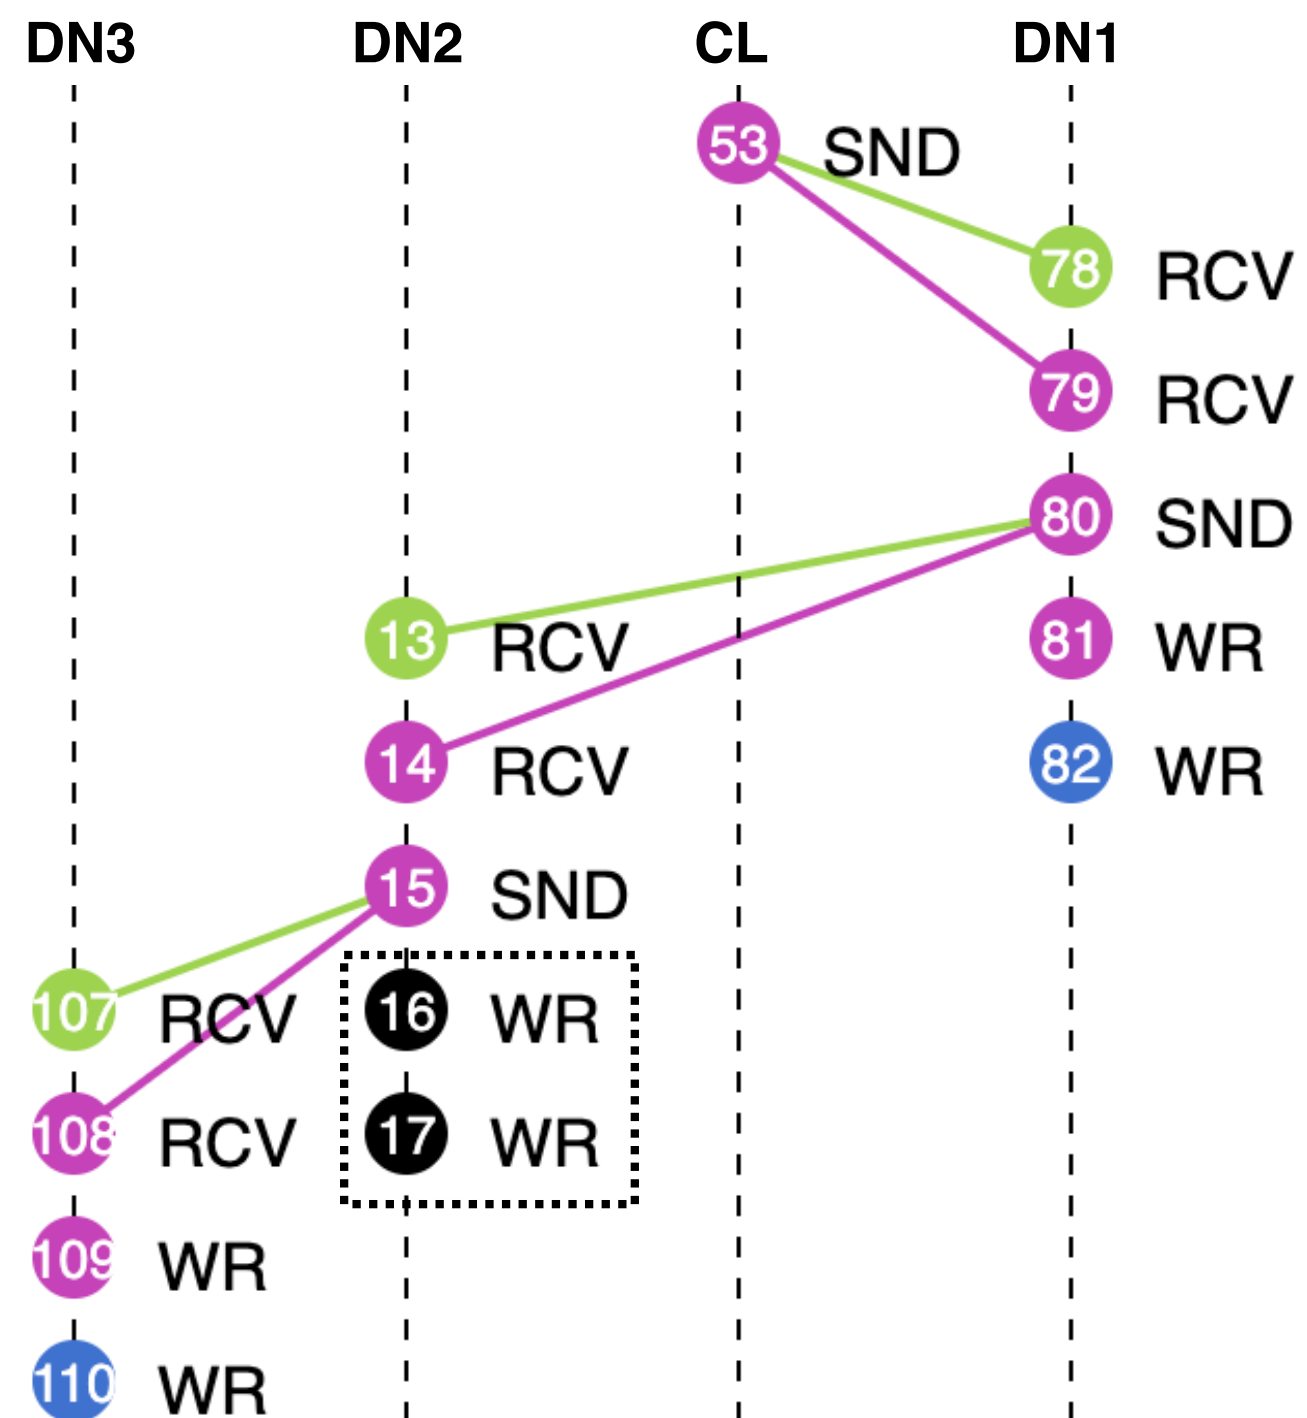 DN3 DN2 CL DN1
53 SND
78 RCV
79 RCV
80 SND
13 RCV 81 WR
14 RCV 82 WR
15 SND
107 RCV 16 WR
108 RCV 17 WR
109 WR
110 WR